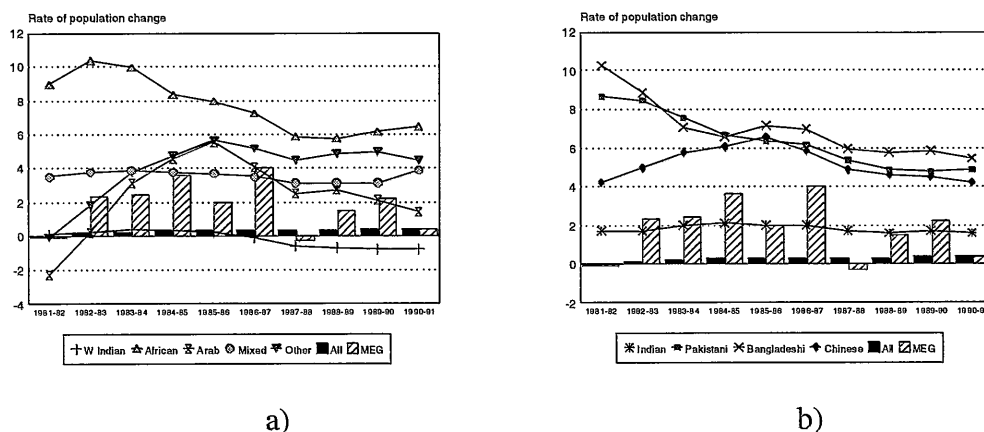 Rate of population change
12
10
8
6
4
2
0
-2
-4
1981-82 1982-83 1983-84 1984-85 1985-86 1986-87 1987-88 1988-89 1989-90 1990-91
W Indian African Arab Mixed Other All MEG
a)
Rate of population change
12
10
8
6
4
2
0
-2
1981-82 1982-83 1983-84 1984-85 1985-86 1986-87 1987-88 1988-89 1989-90 1990-9
Indian Pakistani Bangladeshi Chinese All MEG
b)